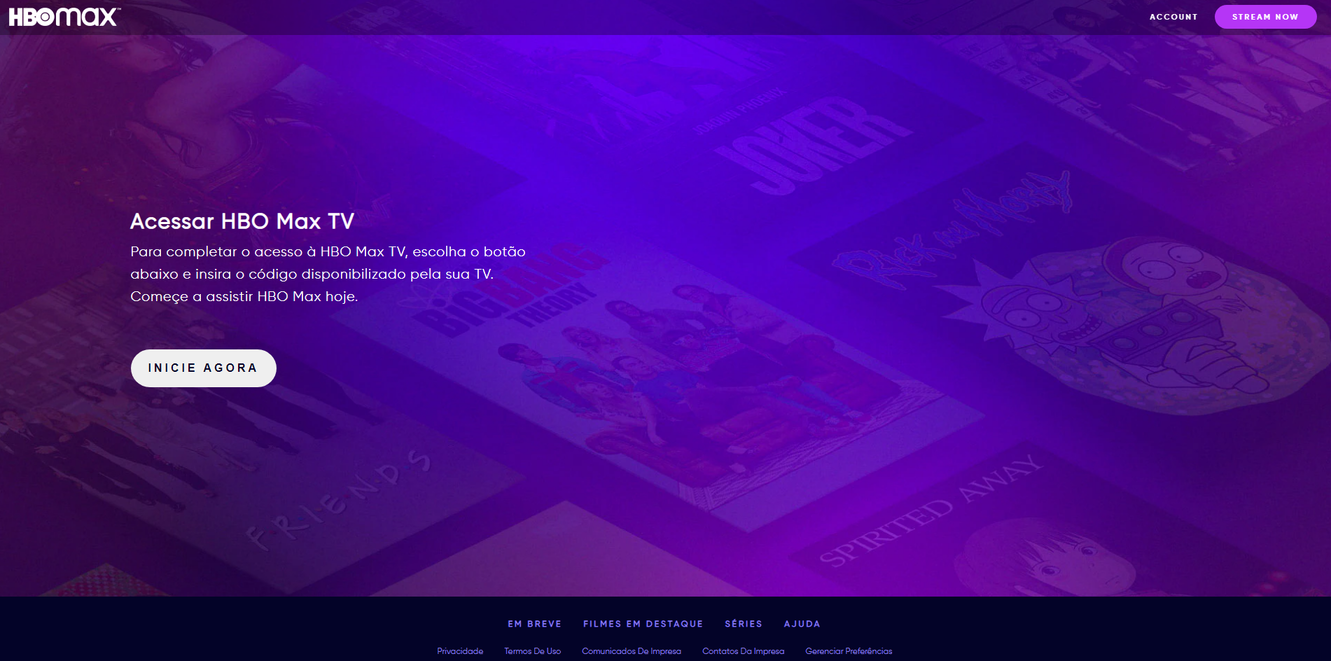 HBOmax
ACCOUNT
STREAM NOW
JOAQUIN PHOENIX
JOKER
Rick and Morty
Acessar HBO Max TV
Para completar o acesso à HBO Max TV, escolha o botão
abaixo e insira o código disponibilizado pela sua TV.
Começe a assistir HBO Max hoje.
BIG BANG
THEORY
INICIE AGORA
FRIENDS
SPIRITED AWAY
EM BREVE FILMES EM DESTAQUE SÉRIES AJUDA
Privacidade Termos De Uso Comunicados De Impresa Contatos Da Impresa Gerenciar Preferências